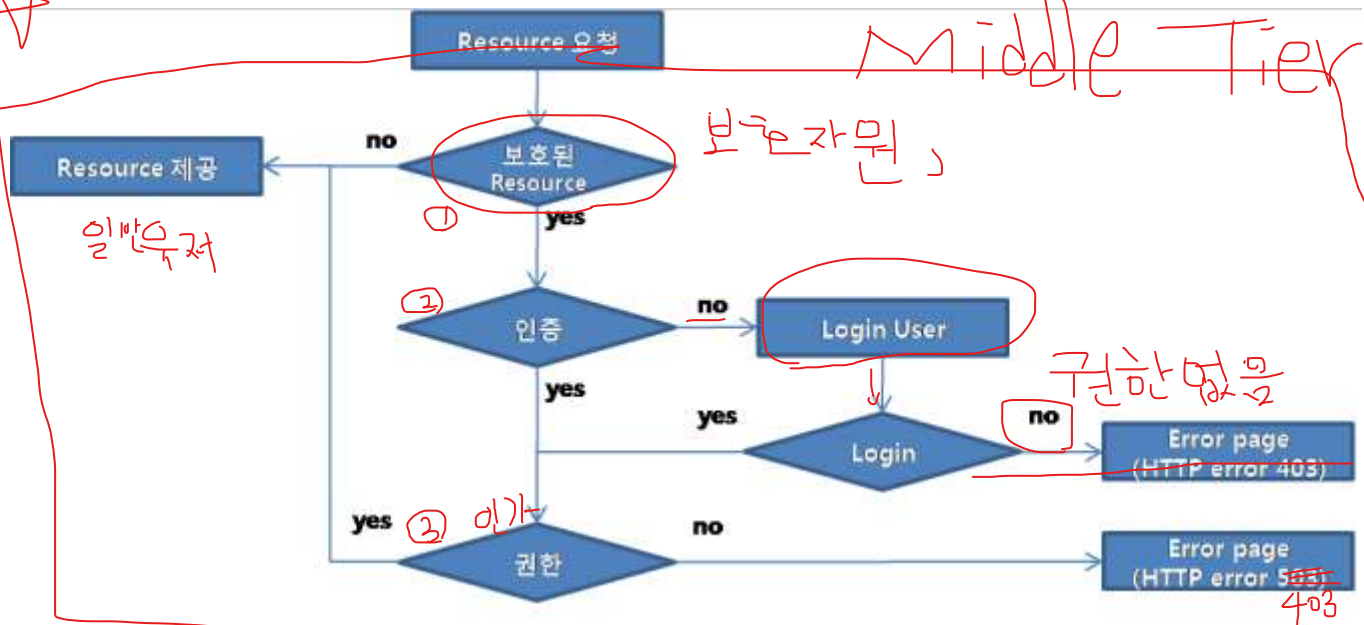 Resource 요청
Middle Tier
no
보호된
Resource
보호자원
Resource 제공
①
yes
일반유저
②
인증
no
Login User
yes
yes
Login
no
권한없음
Error page
(HTTP error 403)
yes
③
인가
권한
no
Error page
(HTTP error 503)
403